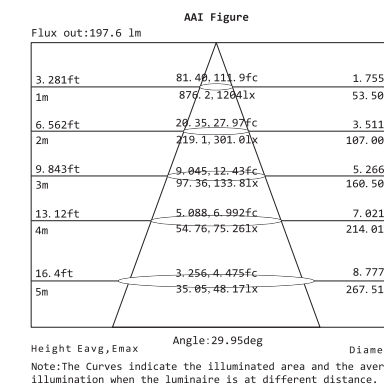 AAI Figure
Flux out:197.6 lm
3.281ft 81.40,111.9fc 1.755
1m 876.2,1204lx 53.50
6.562ft 20.35,27.97fc 3.511
2m 219.1,301.0lx 107.00
9.843ft 9.045,12.43fc 5.266
3m 97.36,133.8lx 160.50
13.12ft 5.088,6.992fc 7.021
4m 54.76,75.26lx 214.01
16.4ft 3.256,4.475fc 8.777
5m 35.05,48.17lx 267.51
Height Eavg,Emax Angle:29.95deg Diame
Note:The Curves indicate the illuminated area and the aver
illumination when the luminaire is at different distance.